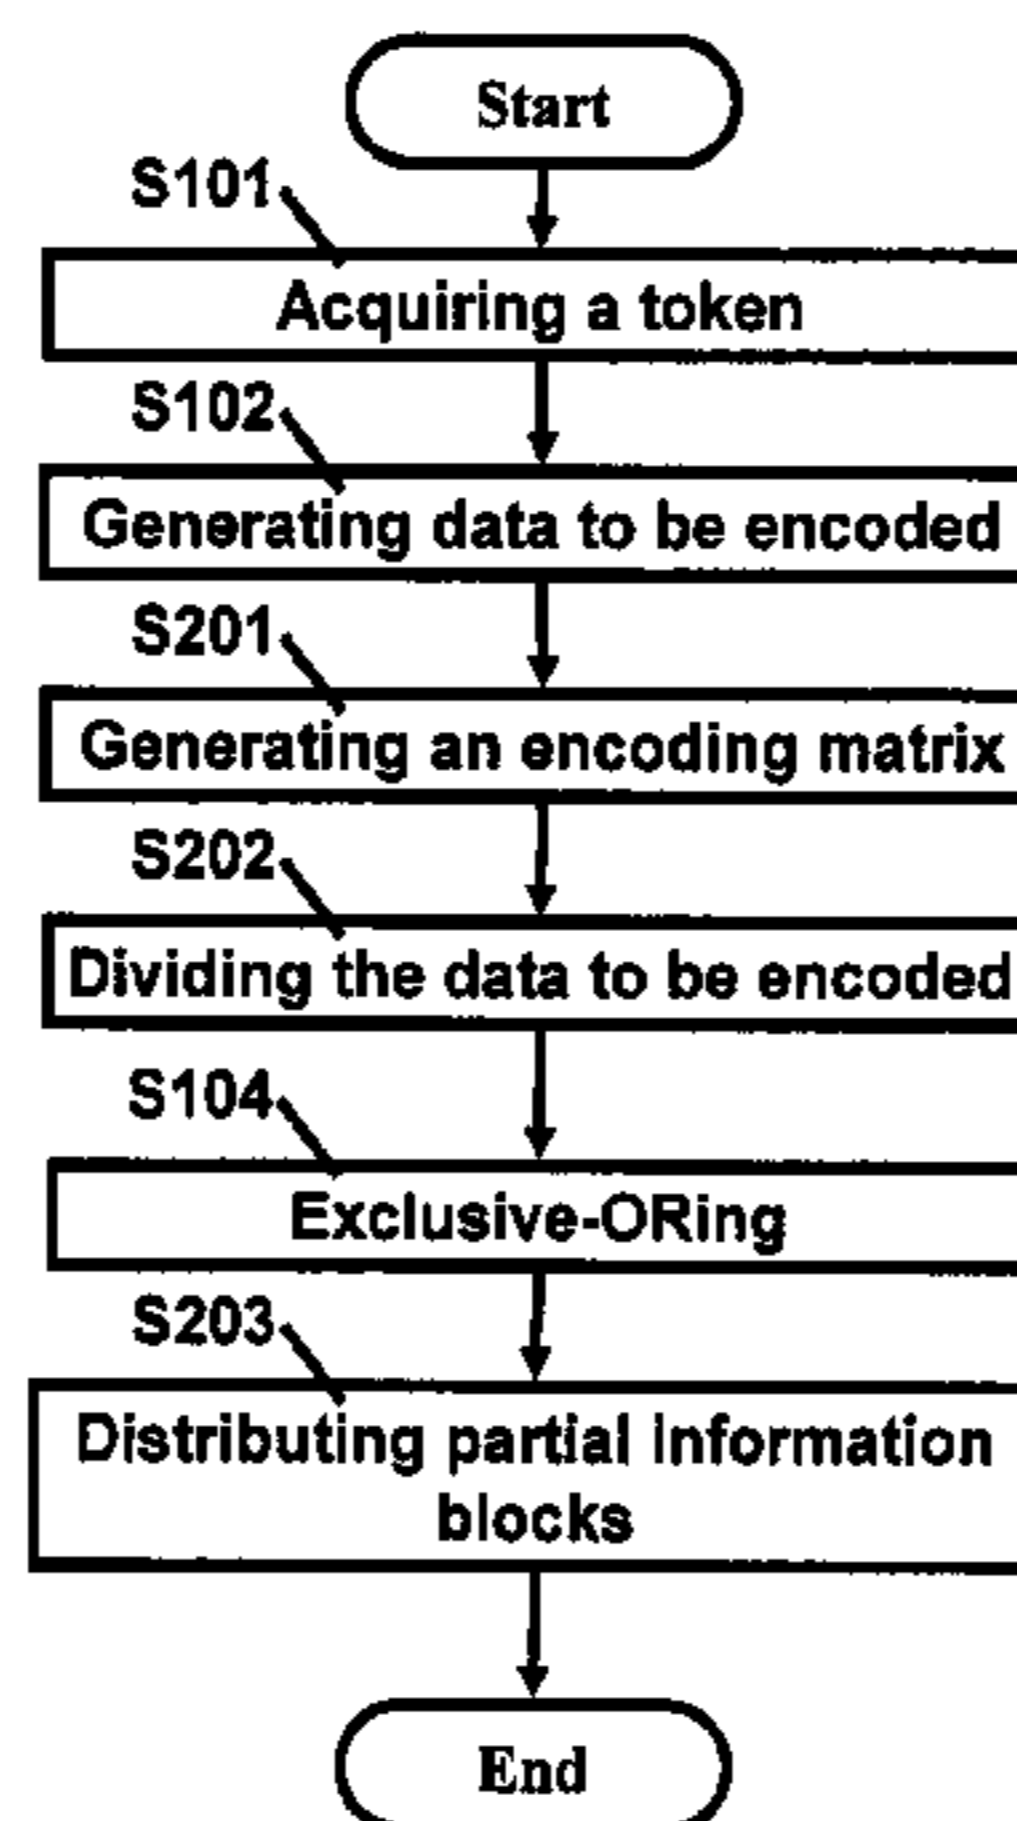 Start
S101
Acquiring a token
S102
Generating data to be encoded
S201
Generating an encoding matrix
S202
Dividing the data to be encoded
S104
Exclusive-ORing
S203
Distributing partial information
blocks
End